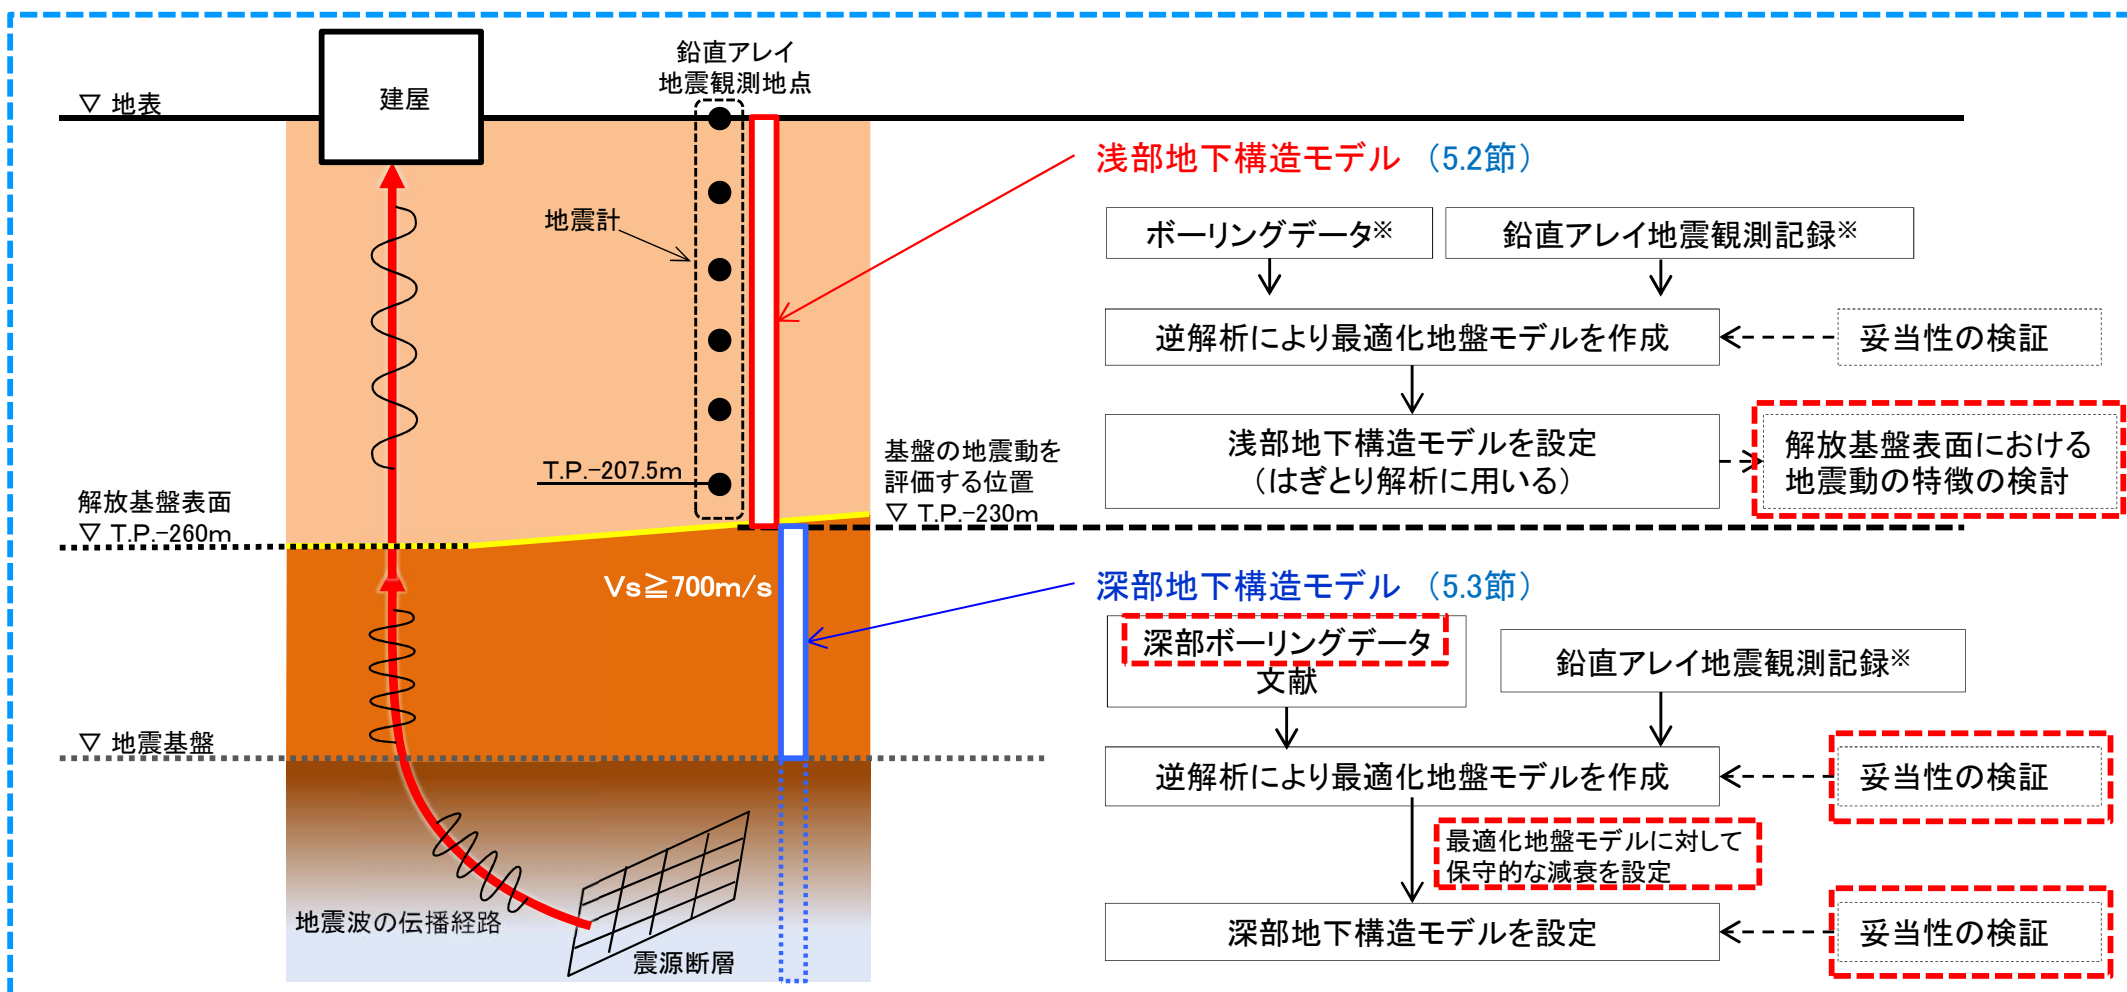 鉛直アレイ
地震観測地点
▽ 地表
建屋
地震計
T.P.-207.5m
解放基盤表面
▽ T.P.-260m
基盤の地震動を
評価する位置
▽ T.P.-230m
Vs≧700m/s
▽ 地震基盤
地震波の伝播経路
震源断層
浅部地下構造モデル （5.2節）
ボーリングデータ※
鉛直アレイ地震観測記録※
逆解析により最適化地盤モデルを作成
妥当性の検証
浅部地下構造モデルを設定
（はぎとり解析に用いる）
解放基盤表面における
地震動の特徴の検討
深部地下構造モデル （5.3節）
深部ボーリングデータ
文献
鉛直アレイ地震観測記録※
逆解析により最適化地盤モデルを作成
妥当性の検証
最適化地盤モデルに対して
保守的な減衰を設定
深部地下構造モデルを設定
妥当性の検証